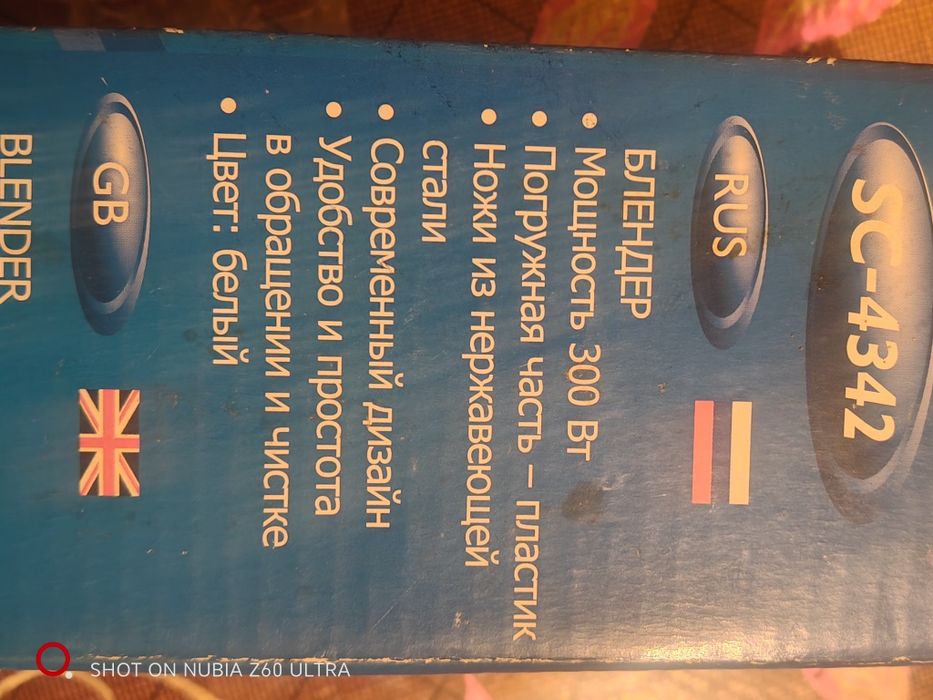 SC-4342
RUS
БЛЕНДЕР
• Мощность 300 Вт
• Погружная часть – пластик
• Ножи из нержавеющей
стали
• Современный дизайн
• Удобство и простота
в обращении и чистке
• Цвет: белый
GB
BLENDER
SHOT ON NUBIA Z60 ULTRA